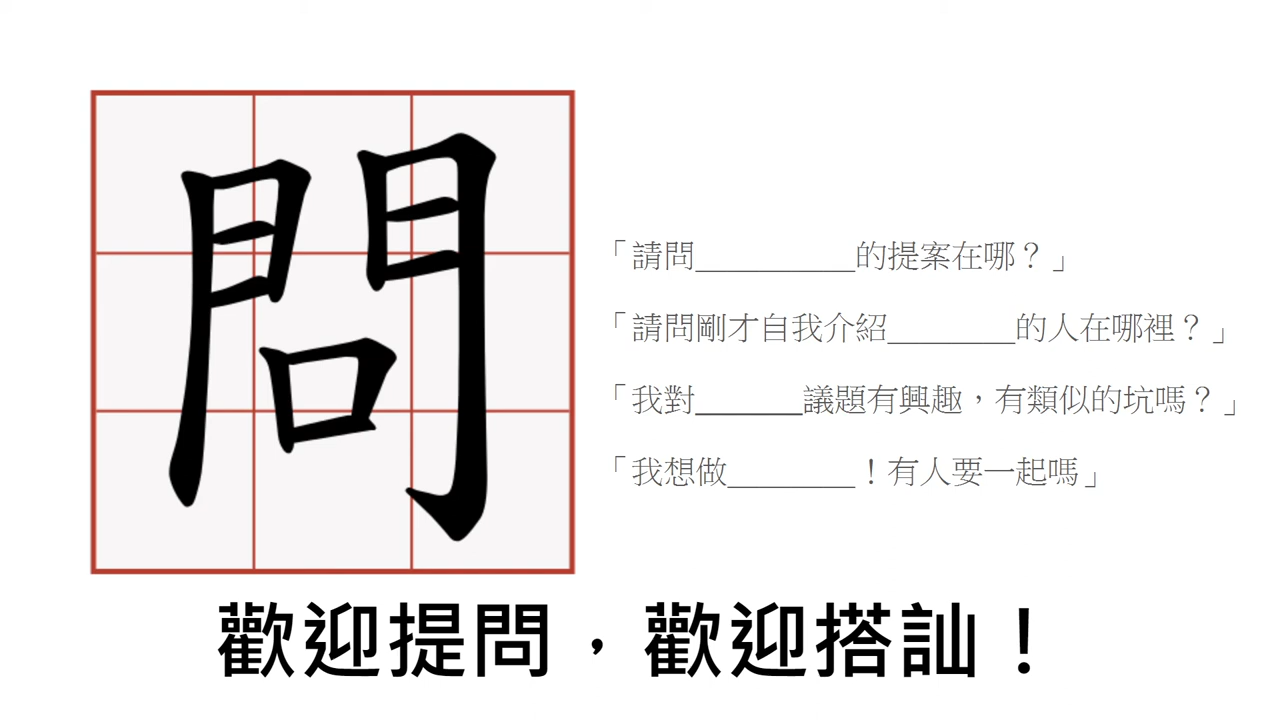 問
「請問__________的提案在哪？」
「請問剛才自我介紹________的人在哪裡？」
「我對_______議題有興趣，有類似的坑嗎？」
「我想做________！有人要一起嗎」
歡迎提問，歡迎搭訕！